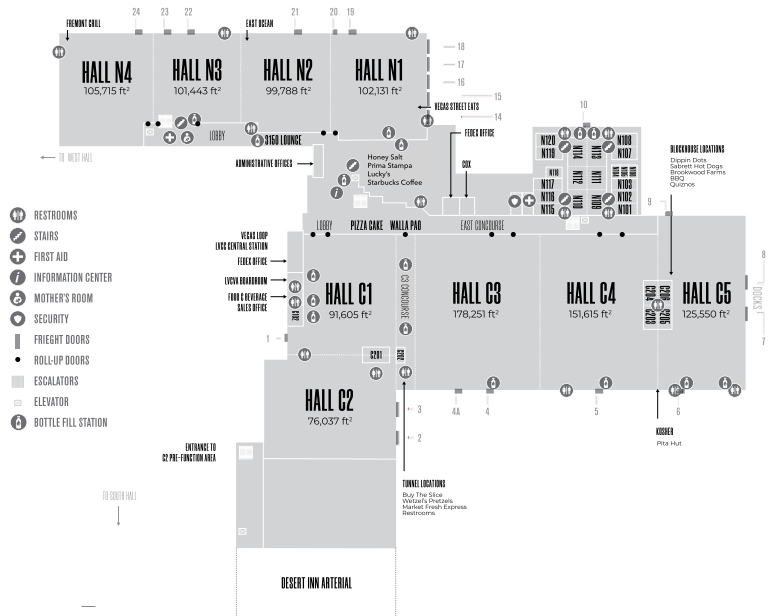 FREMONT GRILL
24
23
22
EAST OCEAN
21
20
19
HALL N4
105,715 ft²
HALL N3
101,443 ft²
HALL N2
99,788 ft²
HALL N1
102,131 ft²
18
17
16
15
14
VEGAS STREET EATS
FEDEX OFFICE
COX
10
LOBBY
3150 LOUNGE
TO WEST HALL
ADMINISTRATIVE OFFICES
Honey Salt
Prima Stampa
Lucky's
Starbucks Coffee
N120
N119
N118
N117
N116
N115
N114
N113
N112
N111
N110
N109
N108
N107
N103
N102
N101
BLOCKHOUSE LOCATIONS
Dippin Dots
Sabrett Hot Dogs
Brookwood Farms
BBQ
Quiznos
9
RESTROOMS
STAIRS
FIRST AID
INFORMATION CENTER
MOTHER'S ROOM
SECURITY
FRIEGHT DOORS
ROLL-UP DOORS
ESCALATORS
ELEVATOR
BOTTLE FILL STATION
VEGAS LOOP
LVCC CENTRAL STATION
FEDEX OFFICE
LVCVA BOARDROOM
FOOD & BEVERAGE
SALES OFFICE
LOBBY
PIZZA CAKE
WALLA PAO
EAST CONCOURSE
HALL C1
91,605 ft²
C3 CONCOURSE
HALL C3
178,251 ft²
HALL C4
151,615 ft²
C204
C206
C203
C205
HALL C5
125,550 ft²
8
DOCKS
7
1
C201
C202
HALL C2
76,037 ft²
3
2
4A
4
5
6
KOSHER
Pita Hut
ENTRANCE TO
C2 PRE-FUNCTION AREA
TUNNEL LOCATIONS
Buy The Slice
Wetzel's Pretzels
Market Fresh Express
Restrooms
TO SOUTH HALL
DESERT INN ARTERIAL